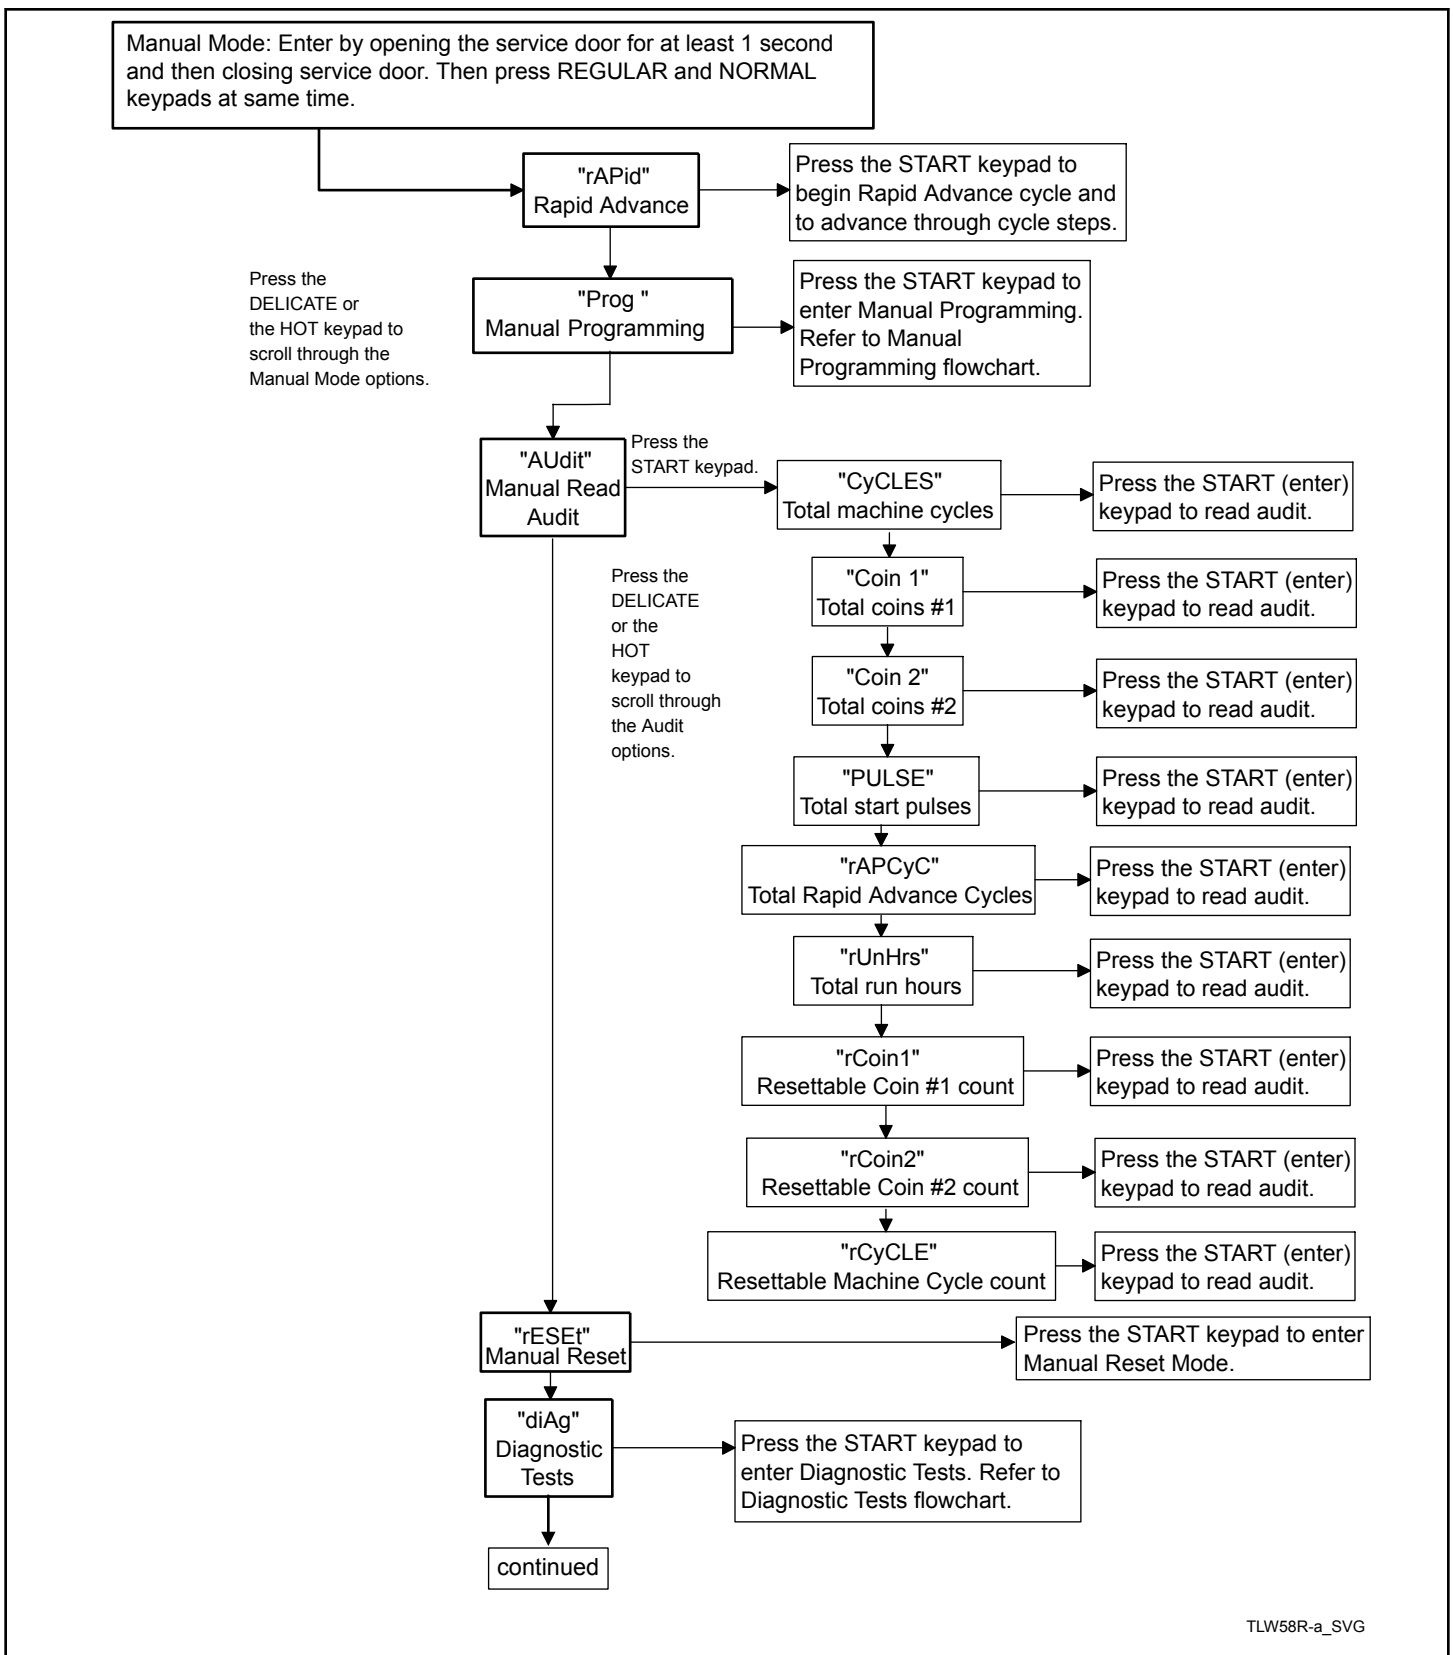 Manual Mode: Enter by opening the service door for at least 1 second
and then closing service door. Then press REGULAR and NORMAL
keypads at same time.
"rAPid"
Rapid Advance
Press the START keypad to
begin Rapid Advance cycle and
to advance through cycle steps.
Press the
DELICATE or
the HOT keypad to
scroll through the
Manual Mode options.
"Prog "
Manual Programming
Press the START keypad to
enter Manual Programming.
Refer to Manual
Programming flowchart.
"AUdit"
Manual Read
Audit
Press the
START keypad.
"CyCLES"
Total machine cycles
Press the START (enter)
keypad to read audit.
Press the
DELICATE
or the
HOT
keypad to
scroll through
the Audit
options.
"Coin 1"
Total coins #1
Press the START (enter)
keypad to read audit.
"Coin 2"
Total coins #2
Press the START (enter)
keypad to read audit.
"PULSE"
Total start pulses
Press the START (enter)
keypad to read audit.
"rAPCyC"
Total Rapid Advance Cycles
Press the START (enter)
keypad to read audit.
"rUnHrs"
Total run hours
Press the START (enter)
keypad to read audit.
"rCoin1"
Resettable Coin #1 count
Press the START (enter)
keypad to read audit.
"rCoin2"
Resettable Coin #2 count
Press the START (enter)
keypad to read audit.
"rCyCLE"
Resettable Machine Cycle count
Press the START (enter)
keypad to read audit.
"rESEt"
Manual Reset
Press the START keypad to enter
Manual Reset Mode.
"diAg"
Diagnostic
Tests
Press the START keypad to
enter Diagnostic Tests. Refer to
Diagnostic Tests flowchart.
continued
TLW58R-a_SVG